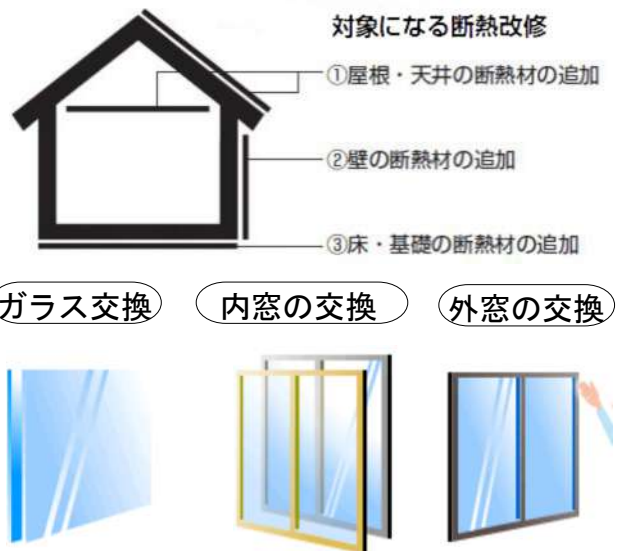 対象になる断熱改修
①屋根・天井の断熱材の追加
②壁の断熱材の追加
③床・基礎の断熱材の追加
ガラス交換
内窓の交換
外窓の交換